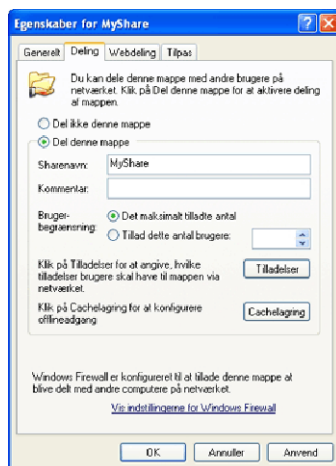 Egenskaber for MyShare
Generelt Deling Webdeling Tilpas
Du kan dele denne mappe med andre brugere på
netværket. Klik på Del denne mappe for at aktivere deling
af mappen.
Del ikke denne mappe
Del denne mappe
Sharenavn: MyShare
Kommentar:
Bruger-
begrænsning:
Det maksimalt tilladte antal
Tillad dette antal brugere:
Klik på Tilladelser for at angive, hvilke
tilladelser brugere skal have til mappen via
netværket.
Tilladelser
Klik på Cachelagring for at konfigurere
offlineadgang
Cachelagring
Windows Firewall er konfigureret til at tillade denne mappe at
blive delt med andre computere på netværket.
Vis indstillingerne for Windows Firewall
OK Annuller Anvend